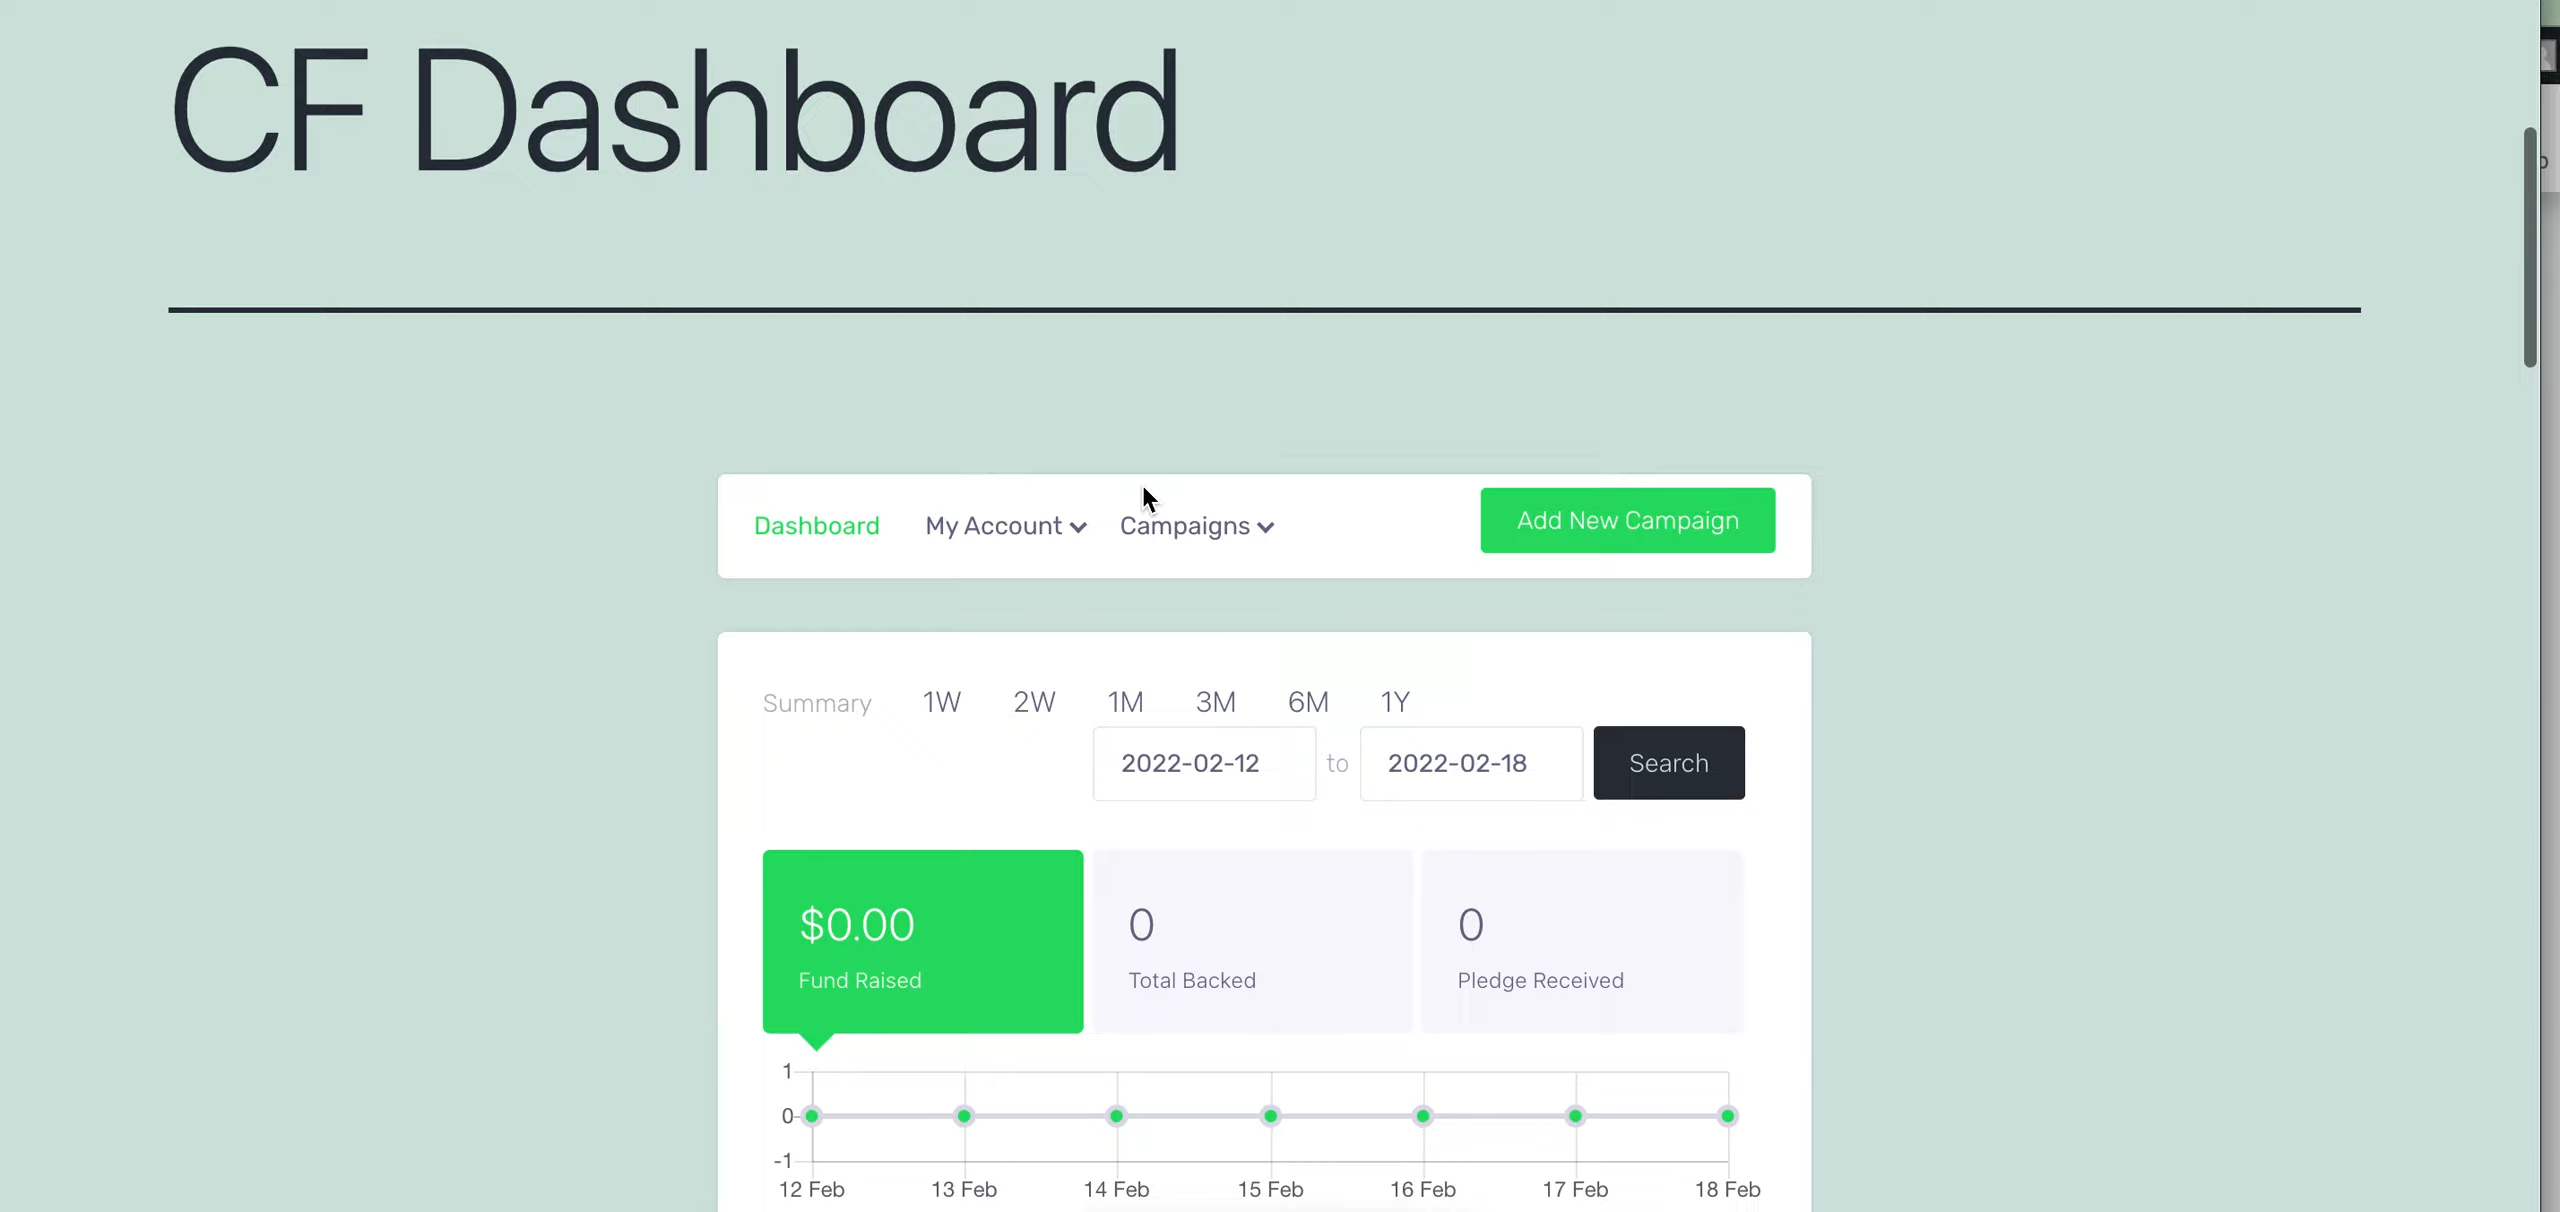 CF Dashboard
Dashboard My Account Campaigns Add New Campaign
Summary 1W 2W 1M 3M 6M 1Y
2022-02-12 to 2022-02-18 Search
$0.00 0 0
Fund Raised Total Backed Pledge Received
1
0
-1
12 Feb 13 Feb 14 Feb 15 Feb 16 Feb 17 Feb 18 Feb